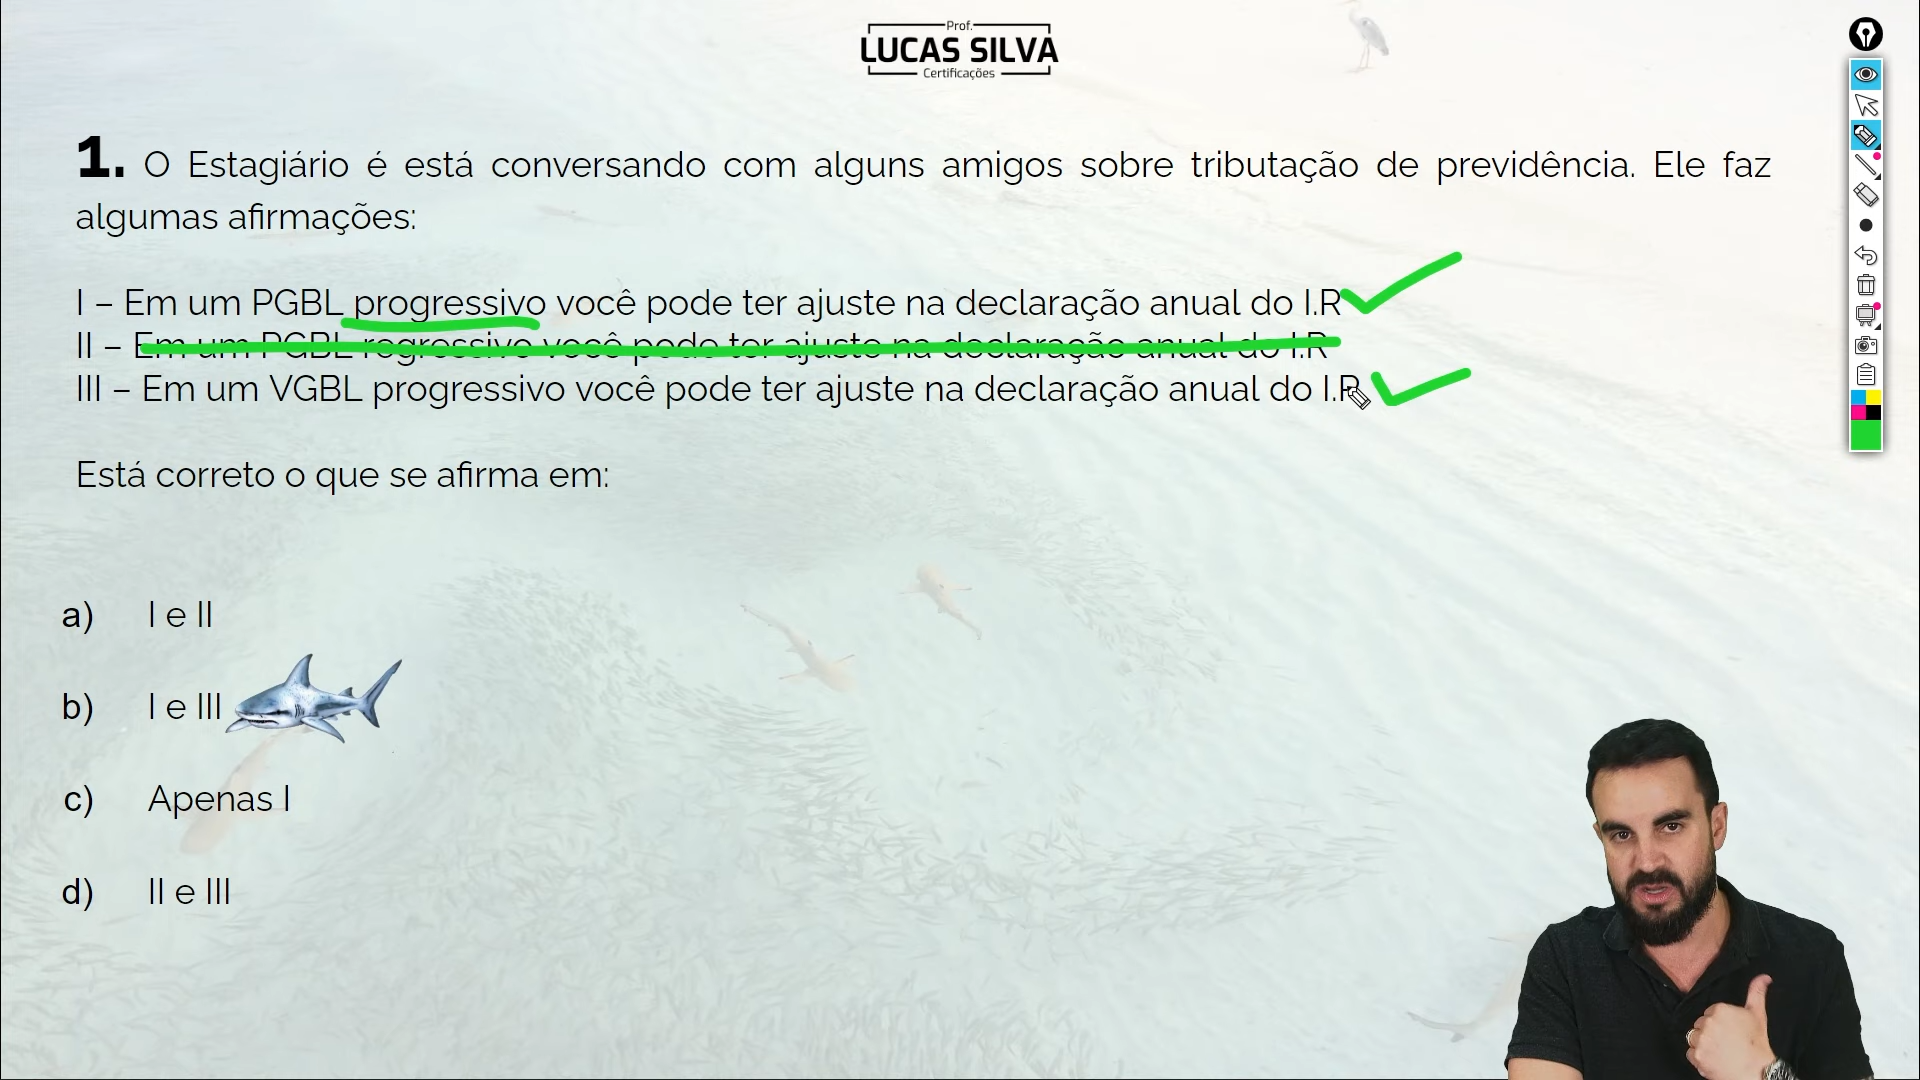 Prof.
LUCAS SILVA
Certificações
1. O Estagiário é está conversando com alguns amigos sobre tributação de previdência. Ele faz
algumas afirmações:
I – Em um PGBL progressivo você pode ter ajuste na declaração anual do I.R
II – Em um PGBL regressivo você pode ter ajuste na declaração anual do I.R
III – Em um VGBL progressivo você pode ter ajuste na declaração anual do I.R
Está correto o que se afirma em:
a) I e II
b) I e III
c) Apenas I
d) II e III